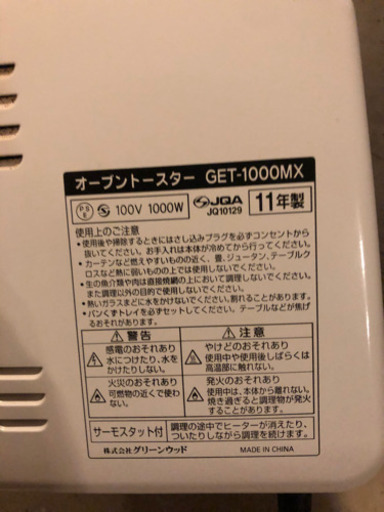 オーブントースター GET-1000MX
PSE 100V 1000W JQA JQ10129 11年製
使用上のご注意
•使用後や掃除するときにはさし込みプラグを必ずコンセントから
抜いてください。お手入れは本体が冷めてから行ってください。
•カーテンなど燃えやすいものの近く、畳、ジュータン、テーブルク
ロスなど熱に弱いものの上では使用しないでください。
•生の魚介類や肉は直接焼網の上にのせて調理しないでください。
また調理以外の目的で使用しないでください。
•熱いガラスまどに水をかけないでください。割れることがあります。
•パンくずトレイを必ずセットしてください。テーブルなどが焦げ
るおそれがあります。
警告
感電のおそれあり
水につけたり、水を
かけたりしない。
火災のおそれあり
可燃物の近くで使
わない。
注意
やけどのおそれあり
使用中や使用後しばらくは
高温部に触れない。
発火のおそれあり
使用中は、本体から離れない。
焼き過ぎると調理物が発火
することがあります。
サーモスタット付
調理の途中でヒーターが消えたり、
ついたりしながら調理を続けます。
株式会社グリーンウッド MADE IN CHINA